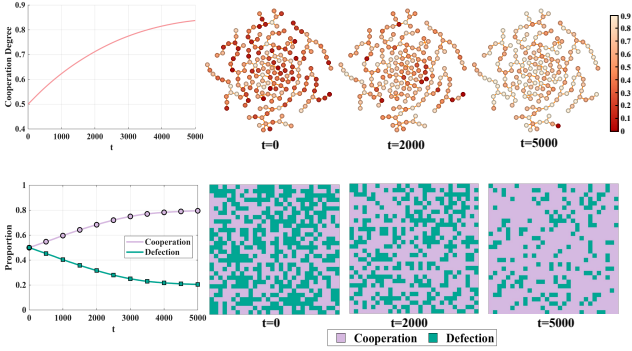 0.9
0.8
0.7
0.6
0.5
0.4
Cooperation Degree
0 1000 2000 3000 4000 5000
t
t=0
t=2000
t=5000
0.9
0.8
0.7
0.6
0.5
0.4
0.3
0.2
0.1
0
1
0.8
0.6
0.4
0.2
0
Proportion
Cooperation
Defection
0 1000 2000 3000 4000 5000
t
t=0
t=2000
t=5000
Cooperation Defection